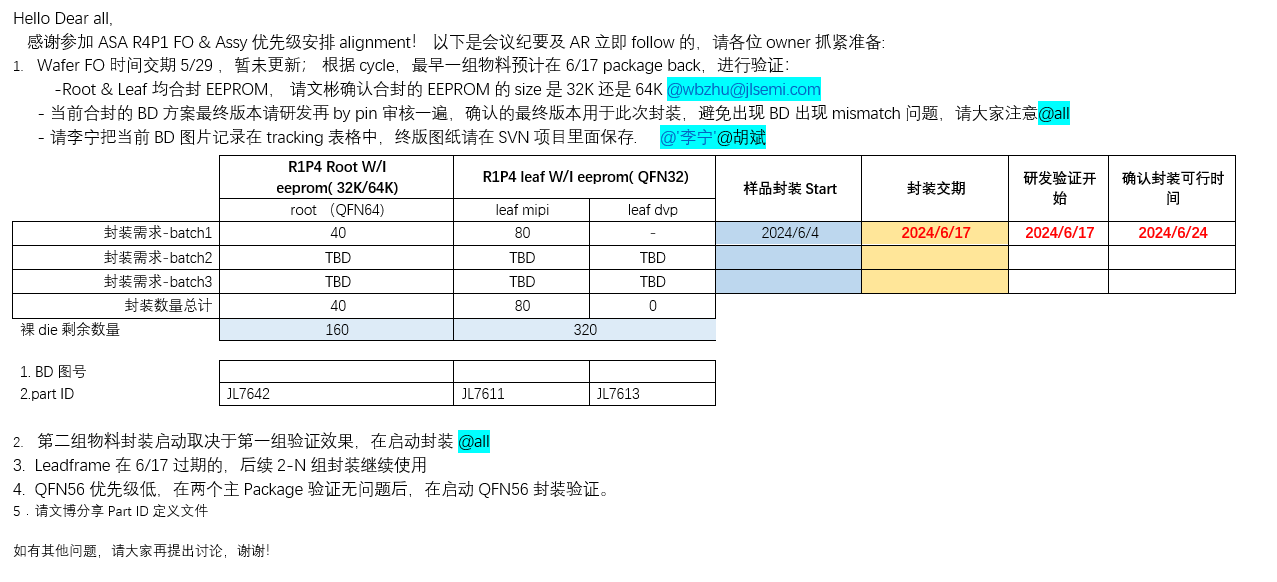 Hello Dear all,
感谢参加 ASA R4P1 FO & Assy 优先级安排 alignment! 以下是会议纪要及 AR 立即 follow 的，请各位 owner 抓紧准备:
1. Wafer FO 时间交期 5/29 ，暂未更新； 根据 cycle，最早一组物料预计在 6/17 package back，进行验证：
-Root & Leaf 均合封 EEPROM， 请文彬确认合封的 EEPROM 的 size 是 32K 还是 64K @wbzhu@jlsemi.com
- 当前合封的 BD 方案最终版本请研发再 by pin 审核一遍，确认的最终版本用于此次封装，避免出现 BD 出现 mismatch 问题，请大家注意@all
- 请李宁把当前 BD 图片记录在 tracking 表格中，终版图纸请在 SVN 项目里面保存. @'李宁'@胡斌
R1P4 Root W/I eeprom( 32K/64K) R1P4 leaf W/I eeprom( QFN32) 样品封装 Start 封装交期 研发验证开始 确认封装可行时间
root （QFN64） leaf mipi leaf dvp
封装需求-batch1 40 80 - 2024/6/4 2024/6/17 2024/6/17 2024/6/24
封装需求-batch2 TBD TBD TBD
封装需求-batch3 TBD TBD TBD
封装数量总计 40 80 0
裸 die 剩余数量 160 320
1. BD 图号
2.part ID JL7642 JL7611 JL7613
2. 第二组物料封装启动取决于第一组验证效果，在启动封装 @all
3. Leadframe 在 6/17 过期的，后续 2-N 组封装继续使用
4. QFN56 优先级低，在两个主 Package 验证无问题后，在启动 QFN56 封装验证。
5 . 请文博分享 Part ID 定义文件
如有其他问题，请大家再提出讨论，谢谢!